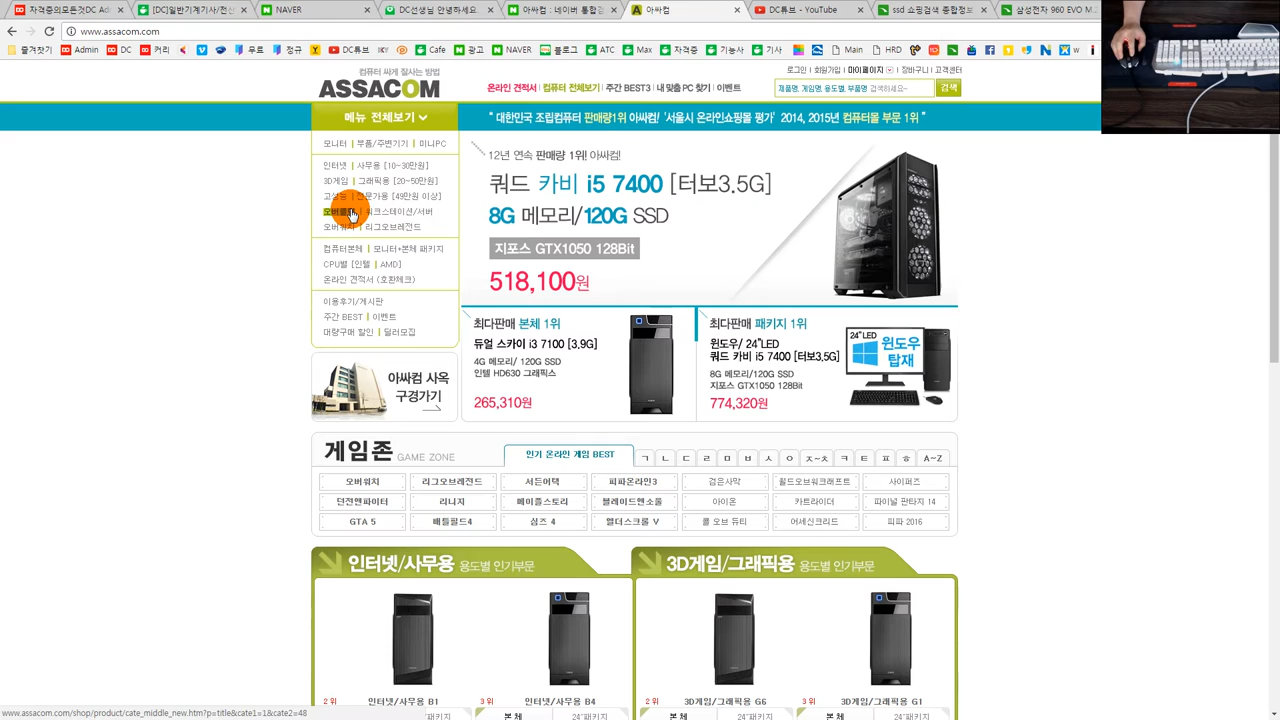 자격증의모든것DC Ad
[DC]일반기계기사/전산
NAVER
DC선생님 안녕하세요
아싸컴 : 네이버 통합검
아싸컴
DC튜브 - YouTube
ssd 쇼핑검색 종합정보
삼성전자 960 EVO M
www.assacom.com
즐겨찾기
Admin
DC
커리
무료
정규
DC튜브
Cafe
광고
NAVER
블로그
ATC
Max
자격증
기능사
기사
Main
HRD
컴퓨터 싸게 잘사는 방법
ASSACOM
로그인 | 회원가입 | 마이페이지 | 장바구니 | 고객센터
온라인 견적서 | 컴퓨터 전체보기 | 주간 BEST3 | 내 맞춤PC 찾기 | 이벤트
제품명, 게임명, 용도별, 부품명 검색하세요~
검색
메뉴 전체보기
" 대한민국 조립컴퓨터 판매량1위 아싸컴! '서울시 온라인쇼핑몰 평가' 2014, 2015년 컴퓨터몰 부문 1위 "
모니터 | 부품/주변기기 | 미니PC
인터넷 | 사무용 [10~30만원]
3D게임 | 그래픽용 [20~50만원]
전문가용 [49만원 이상]
워크스테이션/서버
리그오브레전드
컴퓨터본체 | 모니터+본체 패키지
CPU별 [인텔 | AMD]
온라인 견적서 (호환체크)
이용후기/게시판
주간 BEST | 이벤트
대량구매 할인 | 딜러모집
아싸컴 사옥
구경가기
12년 연속 판매량 1위! 아싸컴!
쿼드 카비 i5 7400 [터보3.5G]
8G 메모리/120G SSD
지포스 GTX1050 128Bit
518,100원
최다판매 본체 1위
듀얼 스카이 i3 7100 [3.9G]
4G 메모리/ 120G SSD
인텔 HD630 그래픽스
265,310원
최다판매 패키지 1위
윈도우/ 24"LED
쿼드 카비 i5 7400 [터보3,5G]
8G 메모리/120G SSD
지포스 GTX1050 128Bit
774,320원
24"LED
윈도우
탑재
게임존 GAME ZONE
인기 온라인 게임 BEST
ㄱ ㄴ ㄷ ㄹ ㅁ ㅂ ㅅ ㅇ ㅈ~ㅊ ㅋ ㅌ ㅍ ㅎ A~Z
오버워치 리그오브레전드 서든어택 피파온라인3 검은사막 월드오브워크래프트 사이퍼즈
던전앤파이터 리니지 메이플스토리 블레이드앤소울 아이온 카트라이더 파이널 판타지 14
GTA 5 배틀필드4 심즈 4 엘더스크롤 V 콜 오브 듀티 어세신크리드 피파 2016
인터넷/사무용 용도별 인기부문
3D게임/그래픽용 용도별 인기부문
2 위 인터넷/사무용 B1
3 위 인터넷/사무용 B4
2 위 3D게임/그래픽용 G6
3 위 3D게임/그래픽용 G1
패키지
본 체
24"패키지
본 체
24"패키지
본 체
24"패키지
www.assacom.com/shop/product/cate_middle_new.htm?p=title&cate1=1&cate2=48